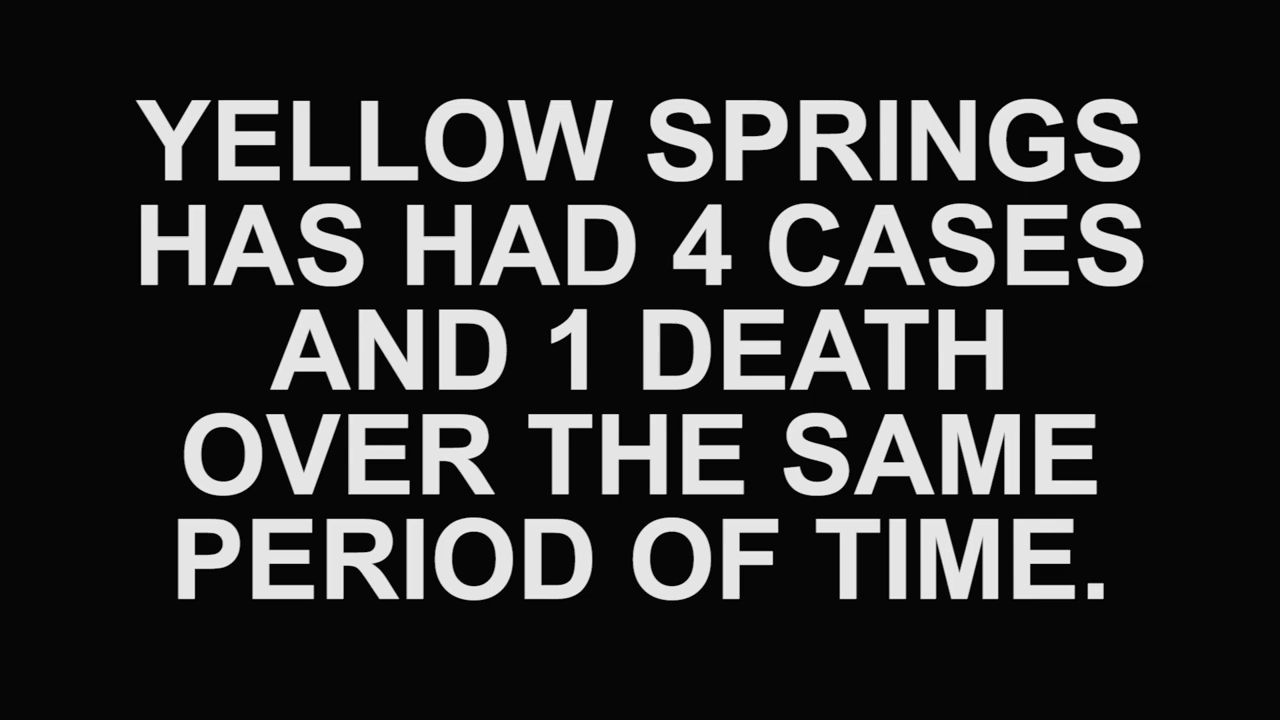 YELLOW SPRINGS
HAS HAD 4 CASES
AND 1 DEATH
OVER THE SAME
PERIOD OF TIME.